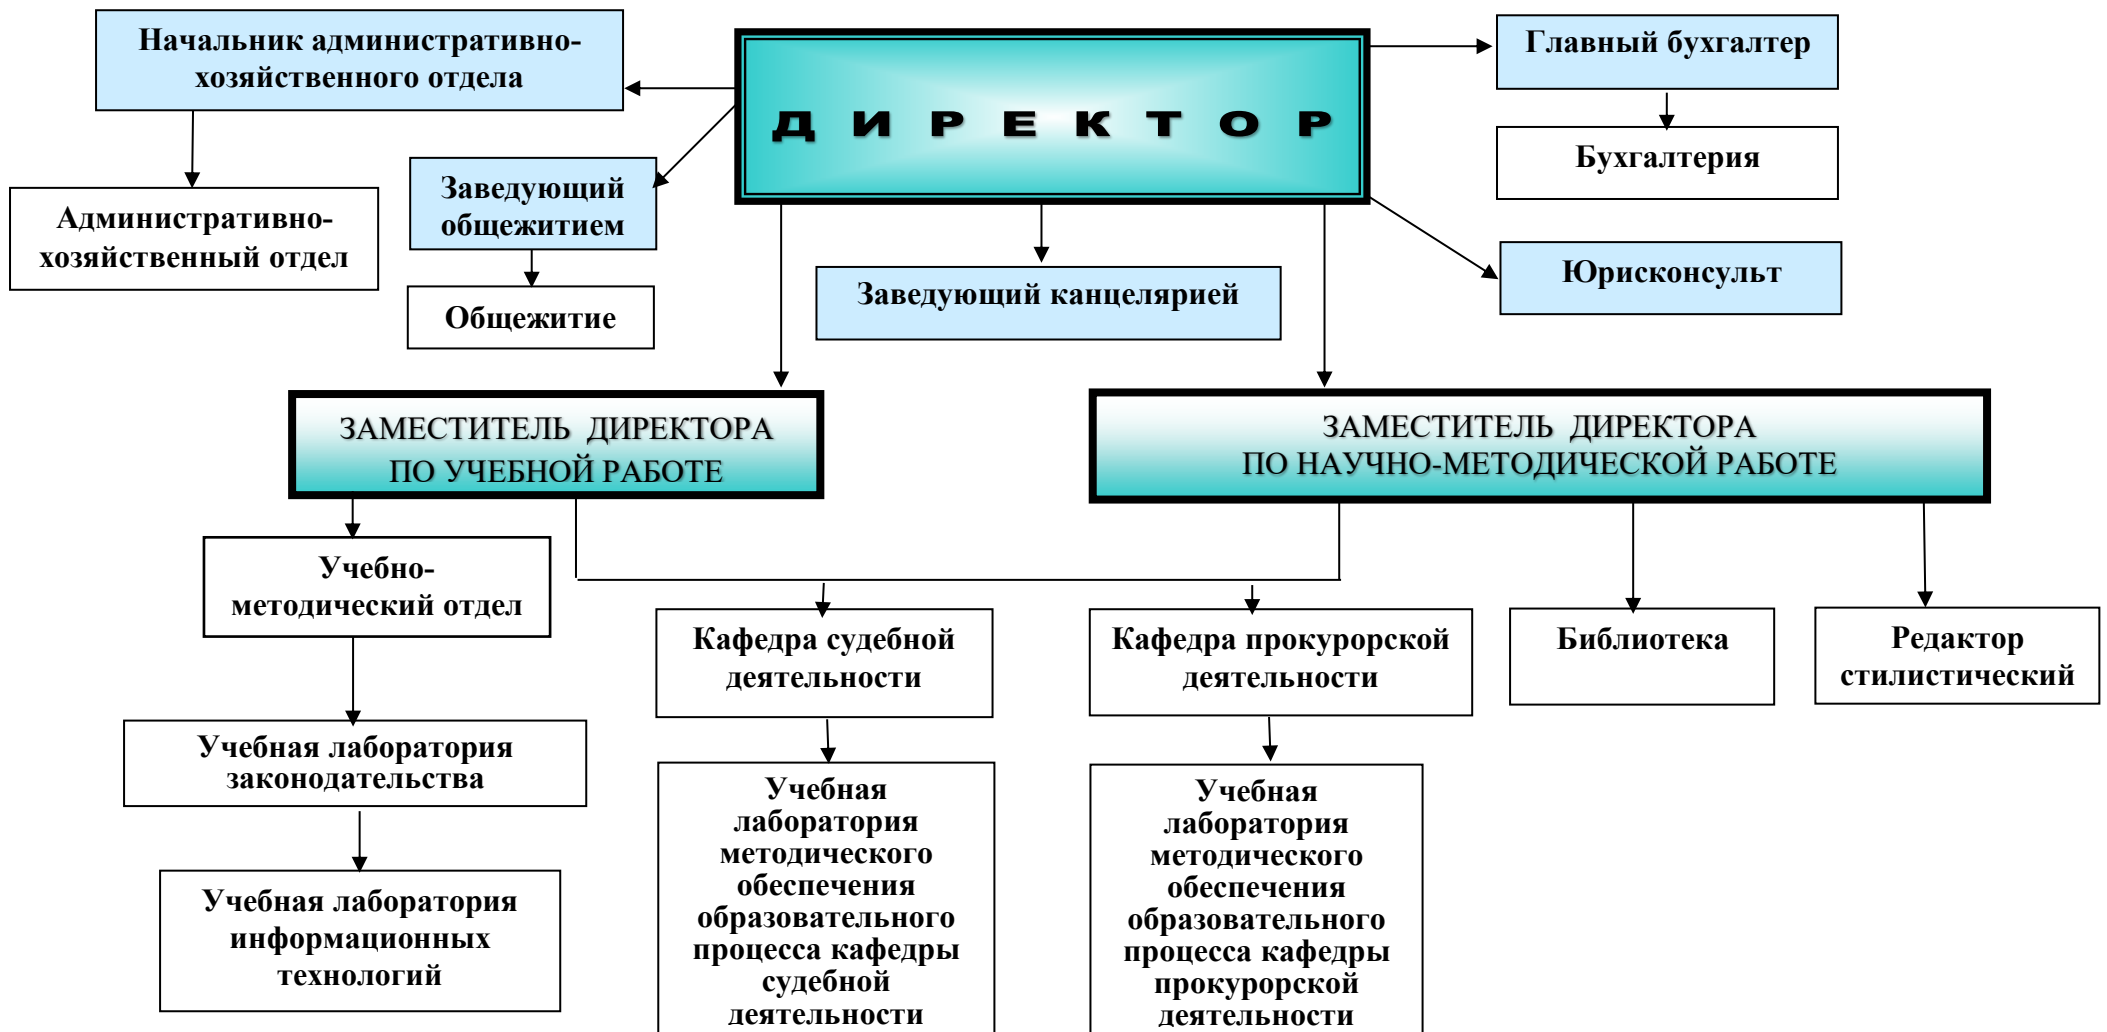 Начальник административно-
хозяйственного отдела
Д И Р Е К Т О Р
Главный бухгалтер
Бухгалтерия
Заведующий
общежитием
Административно-
хозяйственный отдел
Общежитие
Заведующий канцелярией
Юрисконсульт
ЗАМЕСТИТЕЛЬ ДИРЕКТОРА
ПО УЧЕБНОЙ РАБОТЕ
ЗАМЕСТИТЕЛЬ ДИРЕКТОРА
ПО НАУЧНО-МЕТОДИЧЕСКОЙ РАБОТЕ
Учебно-
методический отдел
Кафедра судебной
деятельности
Кафедра прокурорской
деятельности
Библиотека
Редактор
стилистический
Учебная лаборатория
законодательства
Учебная лаборатория
информационных
технологий
Учебная
лаборатория
методического
обеспечения
образовательного
процесса кафедры
судебной
деятельности
Учебная
лаборатория
методического
обеспечения
образовательного
процесса кафедры
прокурорской
деятельности